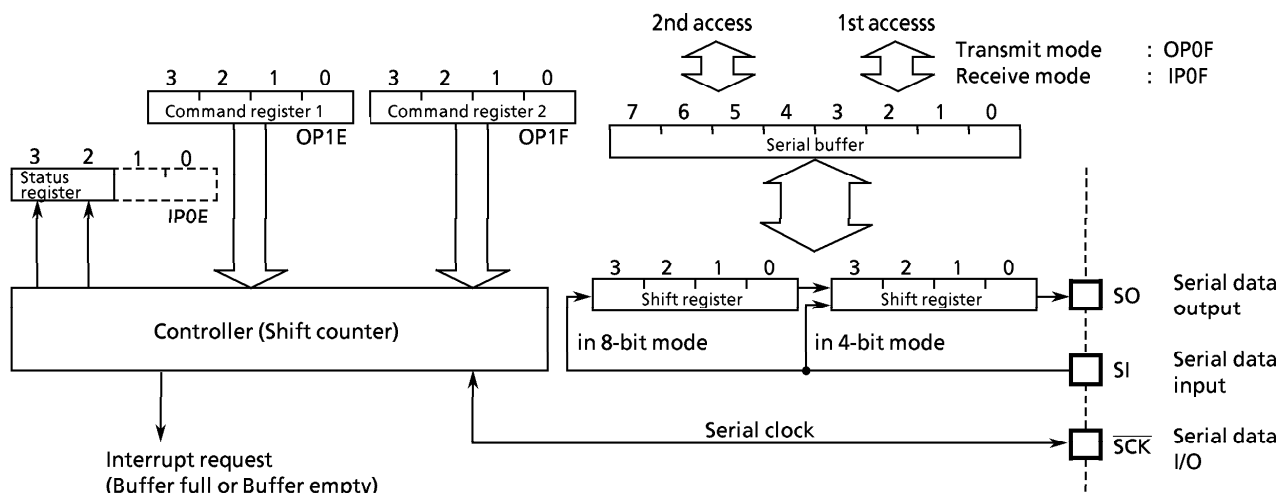 2nd access 1st accesss
Transmit mode : OP0F
Receive mode : IP0F
3 2 1 0
Command register 1
OP1E
3 2 1 0
Command register 2
OP1F
7 6 5 4 3 2 1 0
Serial buffer
3 2 1 0
Status
register
IP0E
3 2 1 0
Shift register
3 2 1 0
Shift register
SO Serial data
output
Controller (Shift counter)
in 8-bit mode
in 4-bit mode
SI Serial data
input
Serial clock
SCK Serial data
I/O
Interrupt request
(Buffer full or Buffer empty)